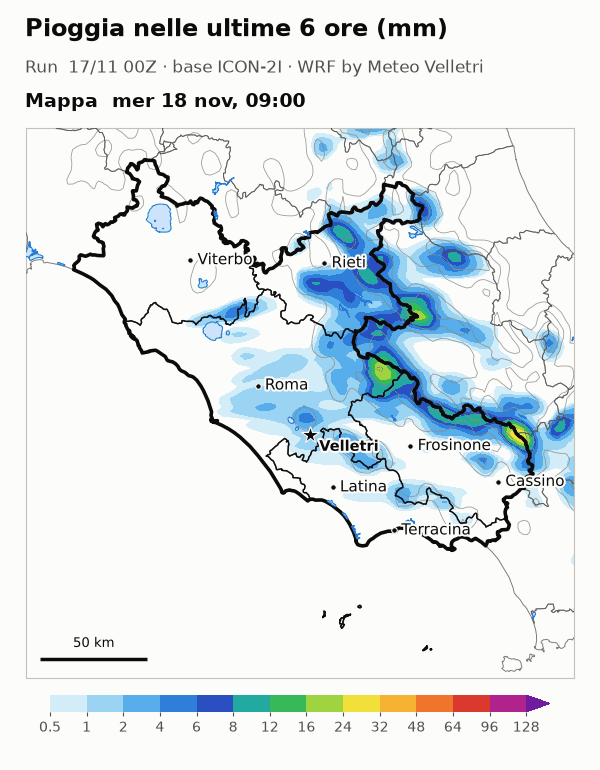 Pioggia nelle ultime 6 ore (mm)
Run  17/11 00Z · base ICON-2I · WRF by Meteo Velletri
Mappa  mer 18 nov, 09:00
Viterbo
Rieti
Roma
Velletri
Frosinone
Latina
Cassino
Terracina
50 km
0.5 1 2 4 6 8 12 16 24 32 48 64 96 128